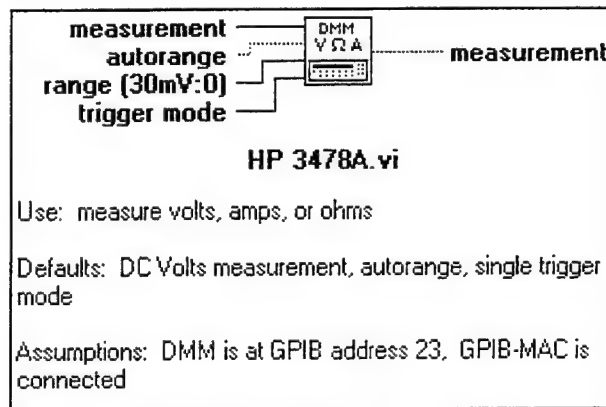 measurement
autorange
range (30mV:0)
trigger mode
DMM
V Ω A
measurement
HP 3478A.vi
Use: measure volts, amps, or ohms
Defaults: DC Volts measurement, autorange, single trigger
mode
Assumptions: DMM is at GPIB address 23, GPIB-MAC is
connected